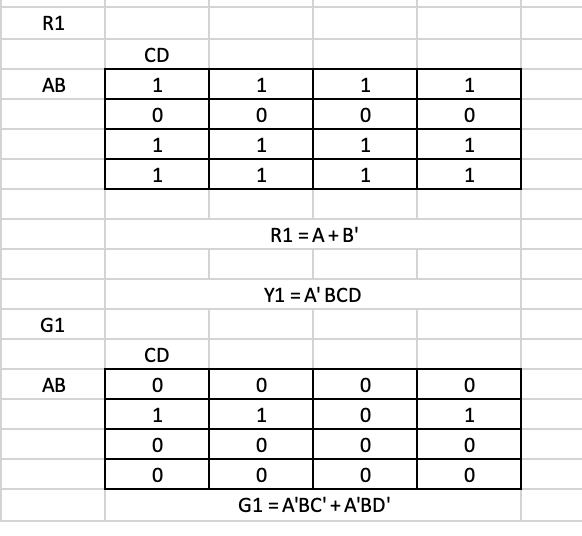 R1
CD
AB 1 1 1 1
0 0 0 0
1 1 1 1
1 1 1 1
R1 = A + B'
Y1 = A' BCD
G1
CD
AB 0 0 0 0
1 1 0 1
0 0 0 0
0 0 0 0
G1 = A'BC' + A'BD'